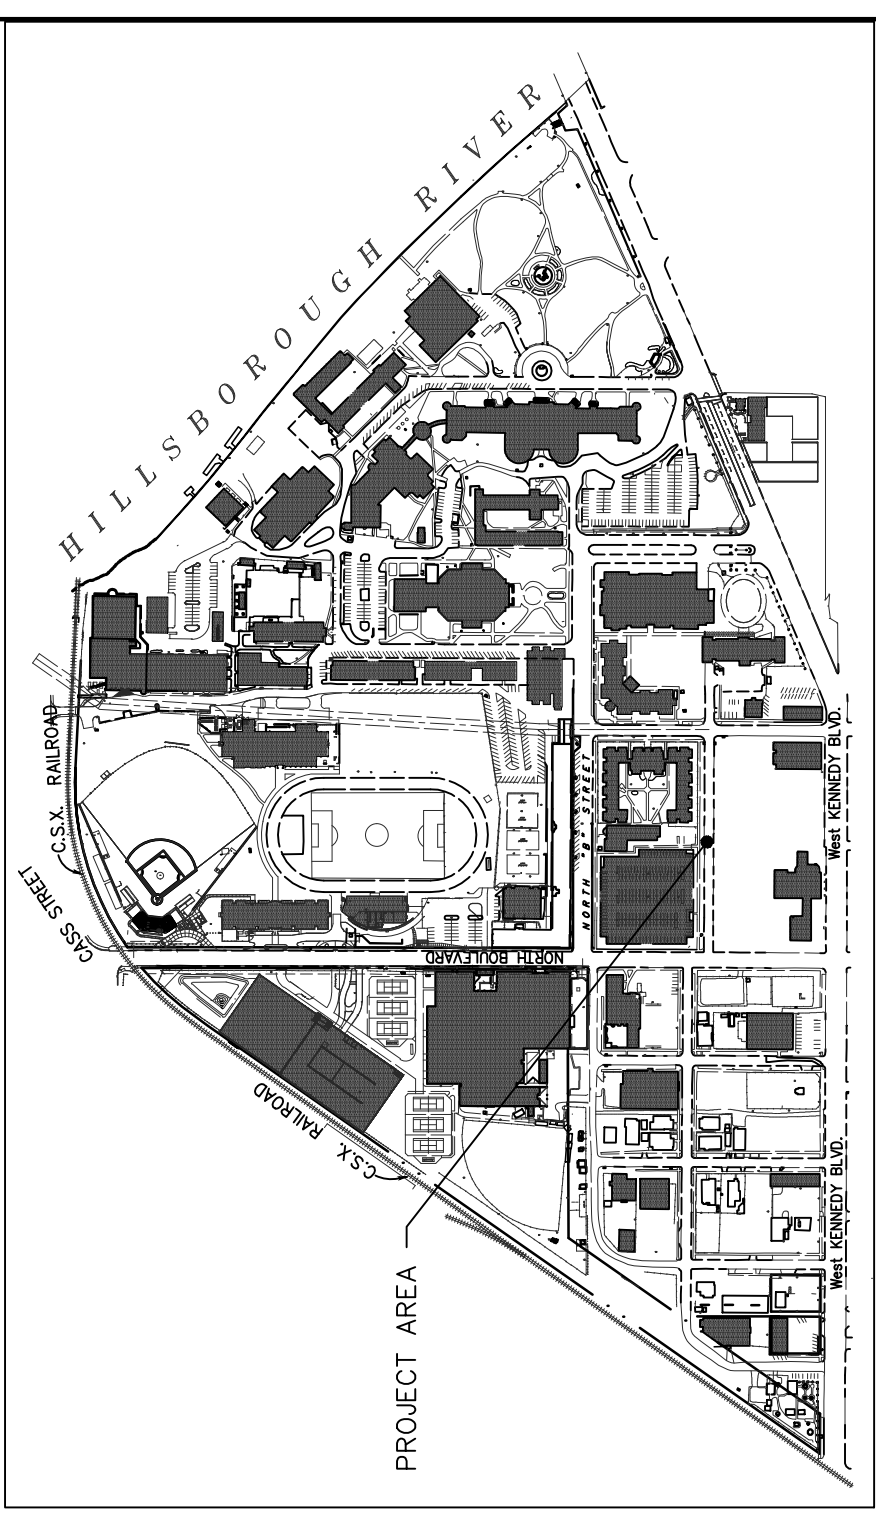 HILLSBOROUGH RIVER
C.S.X. RAILROAD
CASS STREET
NORTH "B" STREET
West KENNEDY BLVD.
NORTH BOULEVARD
C.S.X. RAILROAD
West KENNEDY BLVD.
PROJECT AREA